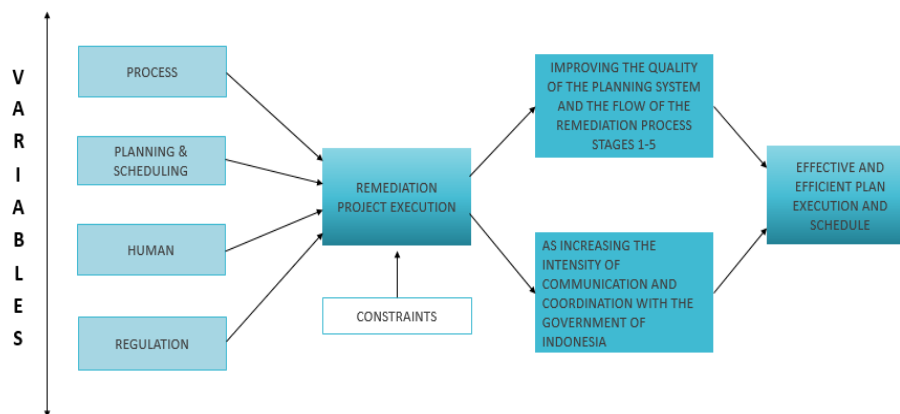 VARIABLES
PROCESS
PLANNING &
SCHEDULING
HUMAN
REGULATION
REMEDIATION
PROJECT EXECUTION
CONSTRAINTS
IMPROVING THE QUALITY
OF THE PLANNING SYSTEM
AND THE FLOW OF THE
REMEDIATION PROCESS
STAGES 1-5
AS INCREASING THE
INTENSITY OF
COMMUNICATION AND
COORDINATION WITH THE
GOVERNMENT OF
INDONESIA
EFFECTIVE AND
EFFICIENT PLAN
EXECUTION AND
SCHEDULE